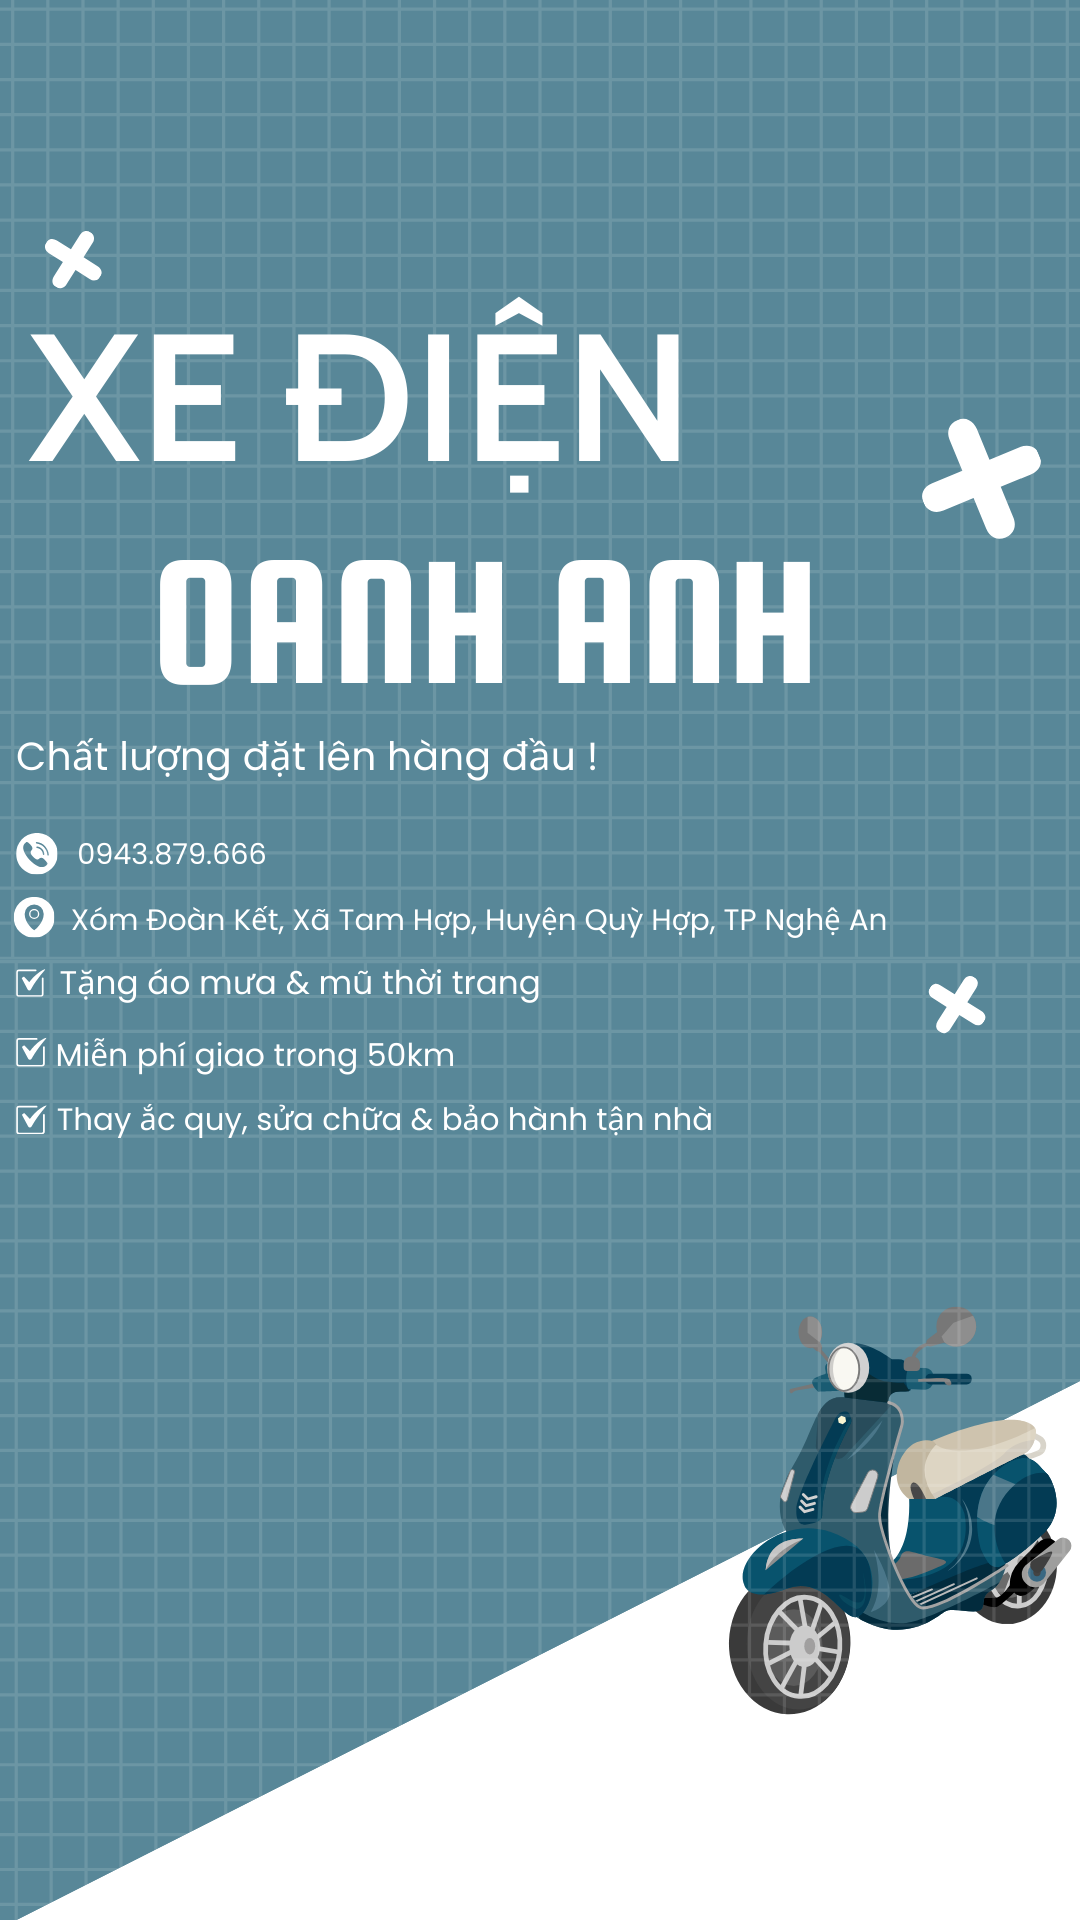 XE ĐIỆN
OANH ANH
Chất lượng đặt lên hàng đầu !
0943.879.666
Xóm Đoàn Kết, Xã Tam Hợp, Huyện Quỳ Hợp, TP Nghệ An
Tặng áo mưa & mũ thời trang
Miễn phí giao trong 50km
Thay ắc quy, sửa chữa & bảo hành tận nhà